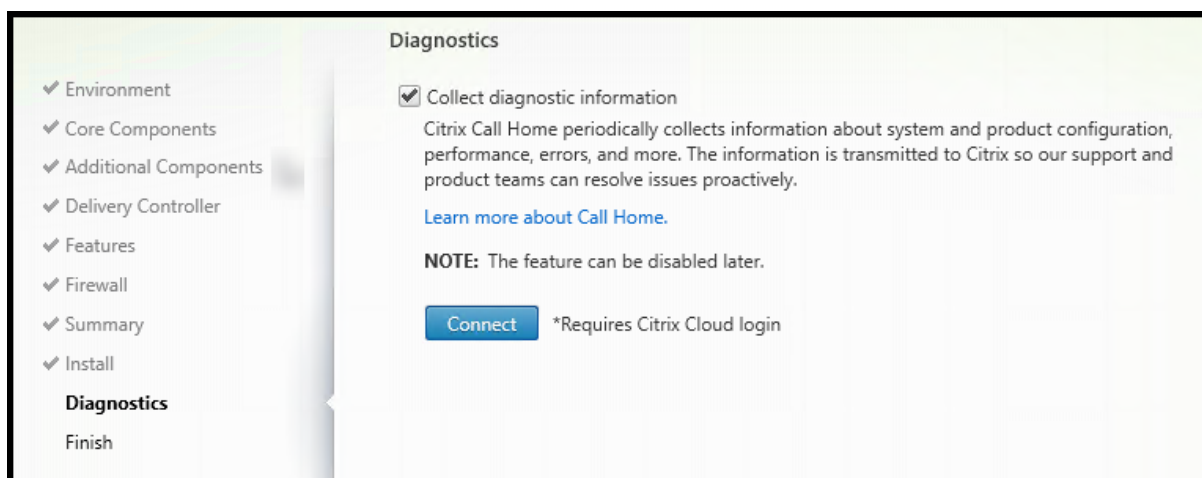 Diagnostics
Environment
Core Components
Additional Components
Delivery Controller
Features
Firewall
Summary
Install
Diagnostics
Finish
Collect diagnostic information
Citrix Call Home periodically collects information about system and product configuration,
performance, errors, and more. The information is transmitted to Citrix so our support and
product teams can resolve issues proactively.
Learn more about Call Home.
NOTE: The feature can be disabled later.
Connect *Requires Citrix Cloud login